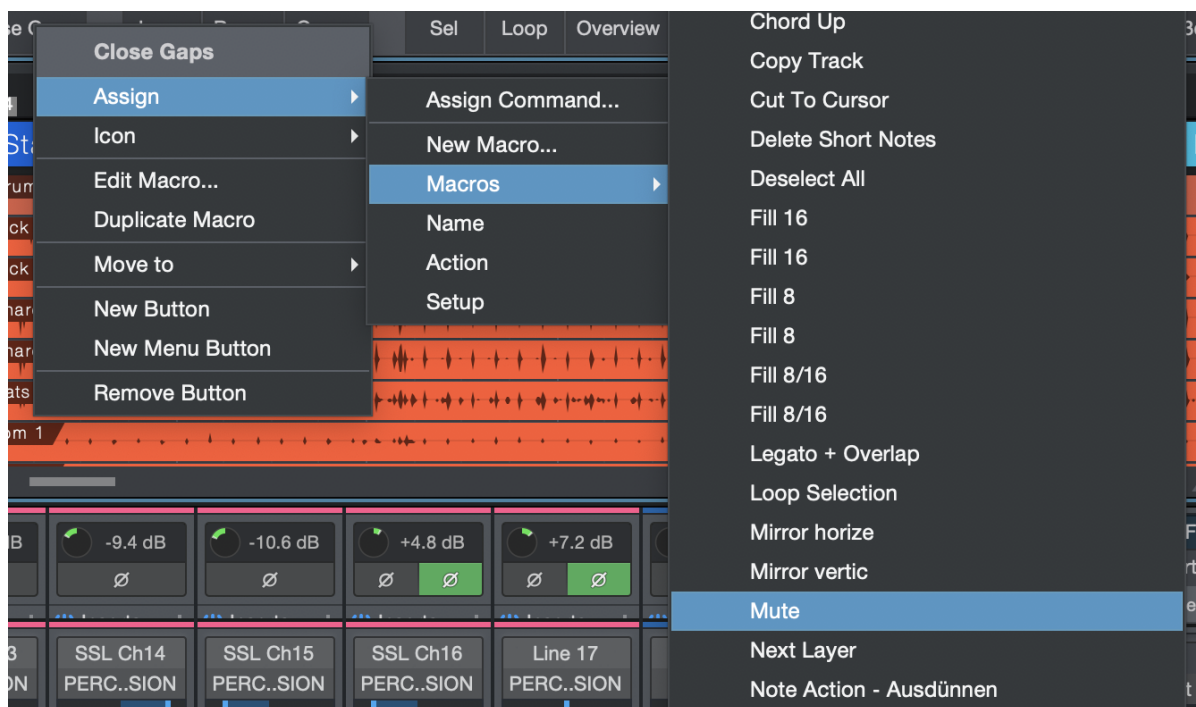 Sel
Loop
Overview
Close Gaps
Assign
Icon
Edit Macro...
Duplicate Macro
Move to
New Button
New Menu Button
Remove Button
Assign Command...
New Macro...
Macros
Name
Action
Setup
Chord Up
Copy Track
Cut To Cursor
Delete Short Notes
Deselect All
Fill 16
Fill 16
Fill 8
Fill 8
Fill 8/16
Fill 8/16
Legato + Overlap
Loop Selection
Mirror horize
Mirror vertic
Mute
Next Layer
Note Action - Ausdünnen
-9.4 dB
-10.6 dB
+4.8 dB
+7.2 dB
Ø
Ø
Ø Ø
Ø Ø
SSL Ch14
SSL Ch15
SSL Ch16
Line 17
PERC..SION
PERC..SION
PERC..SION
PERC..SION